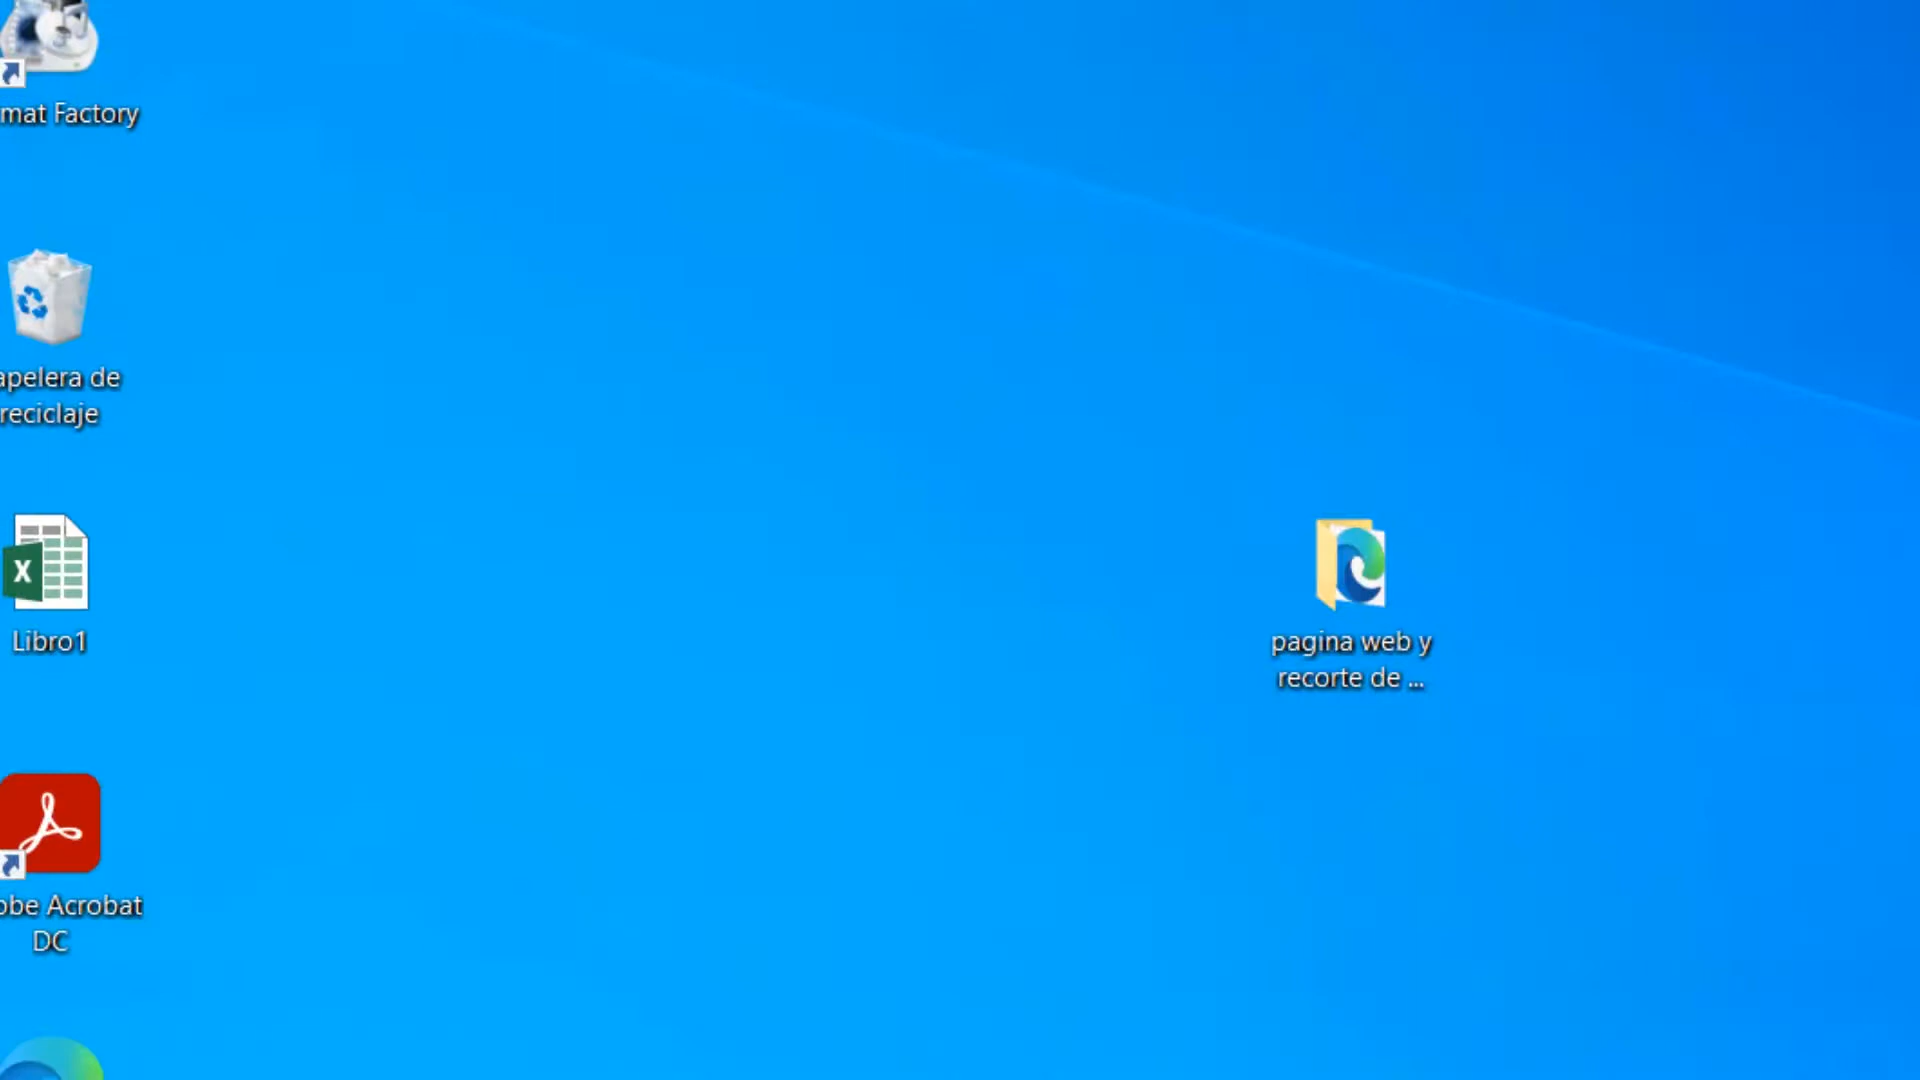 mat Factory
apelera de
reciclaje
X
Libro1
obe Acrobat
DC
pagina web y
recorte de ...